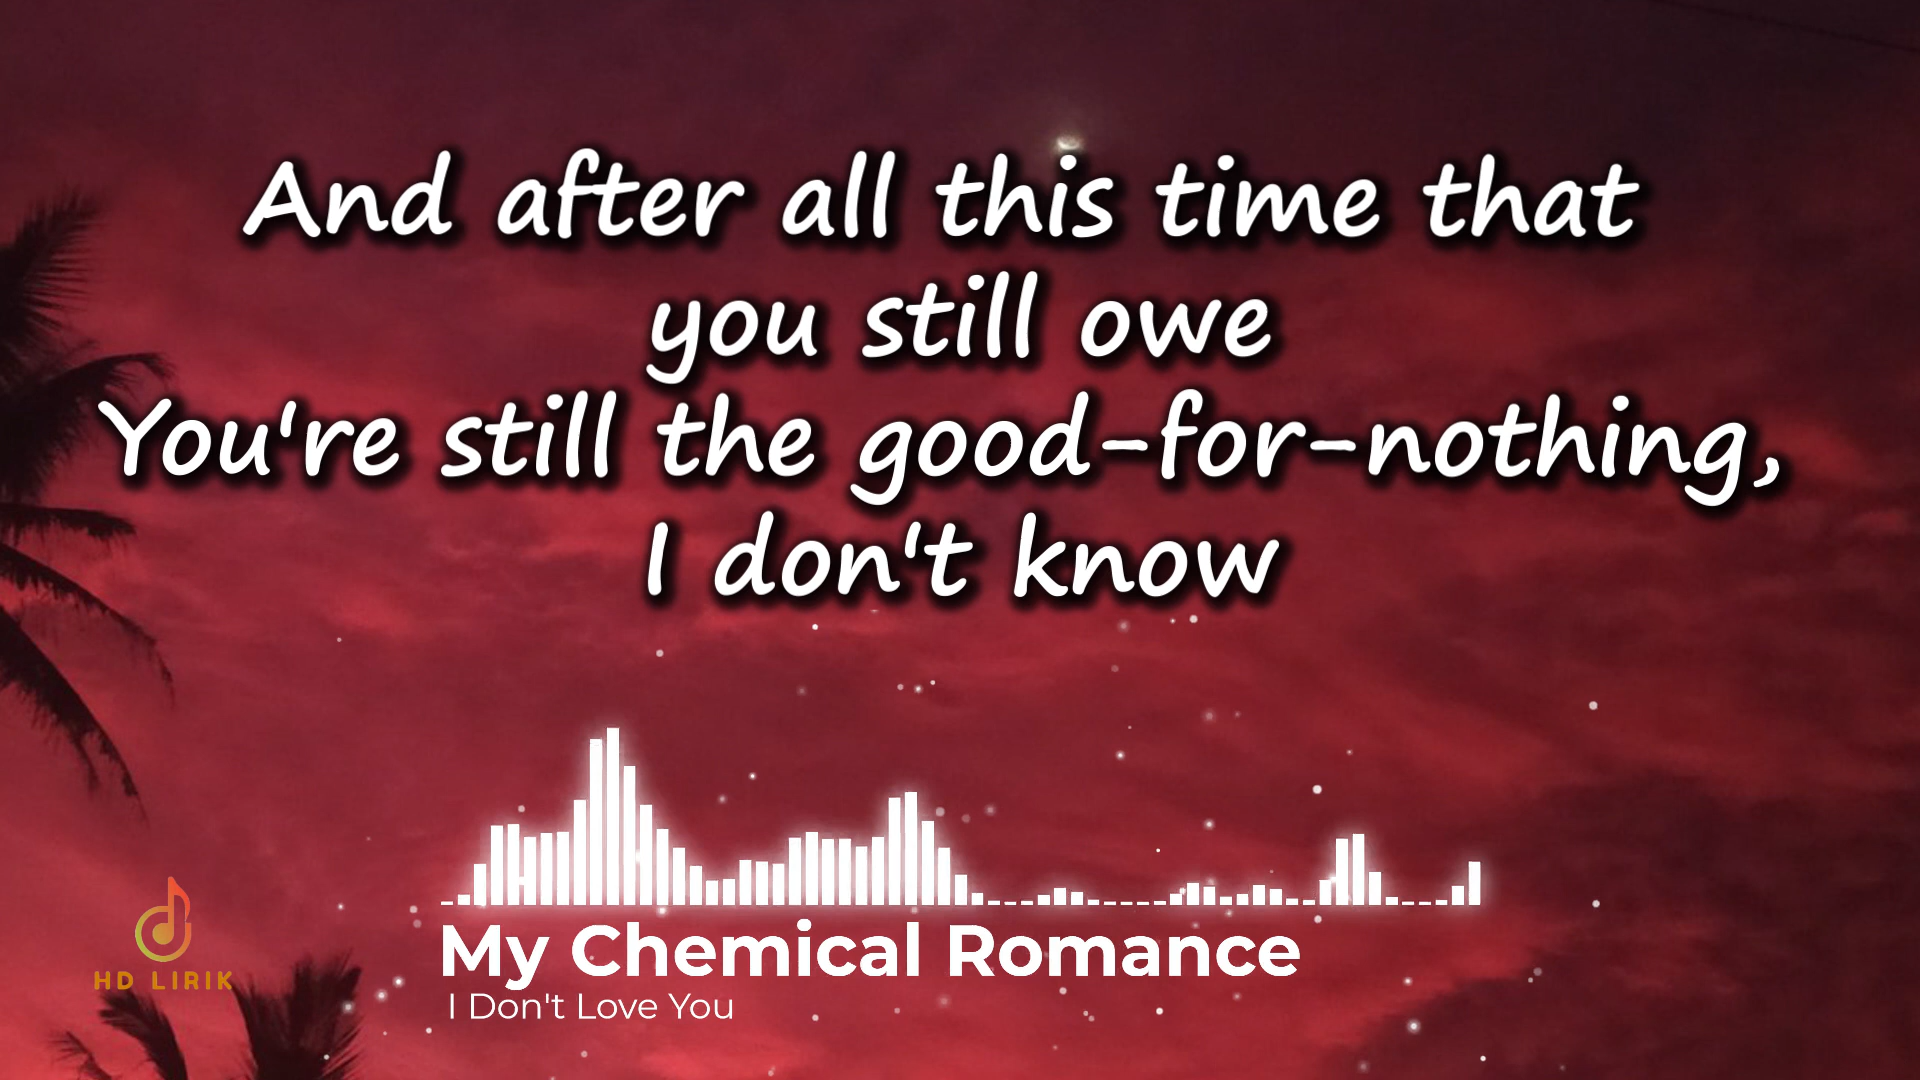 And after all this time that
you still owe
You're still the good-for-nothing,
I don't know
My Chemical Romance
I Don't Love You
HD LIRIK